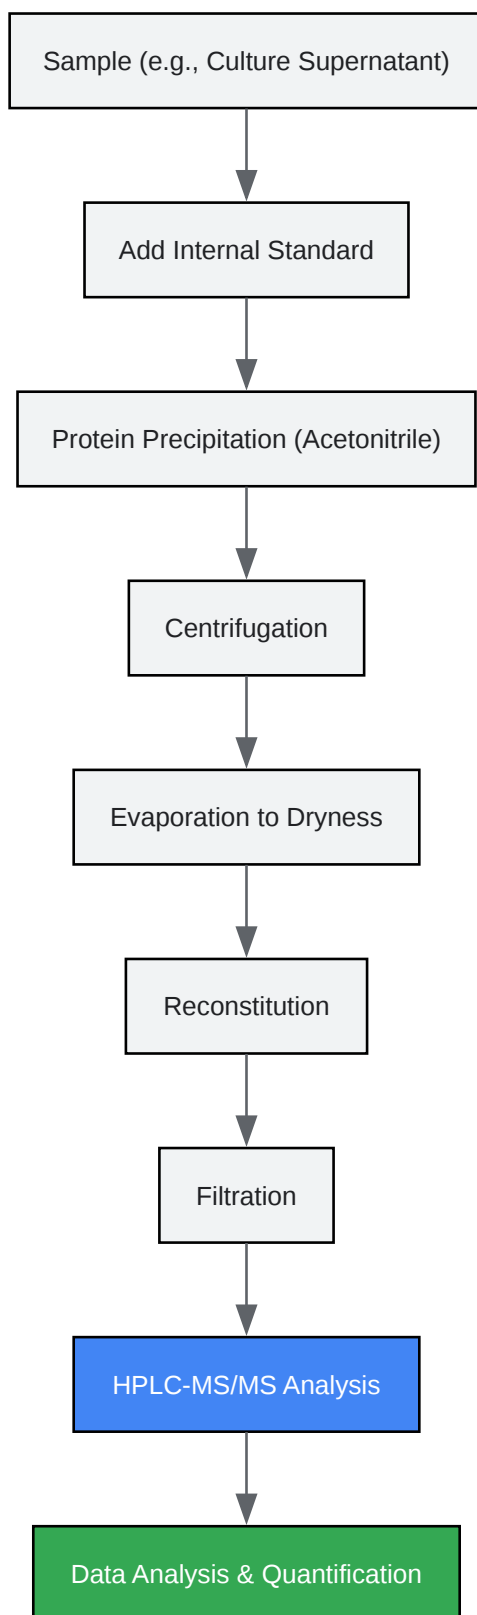 Sample (e.g., Culture Supernatant)
Add Internal Standard
Protein Precipitation (Acetonitrile)
Centrifugation
Evaporation to Dryness
Reconstitution
Filtration
HPLC-MS/MS Analysis
Data Analysis & Quantification